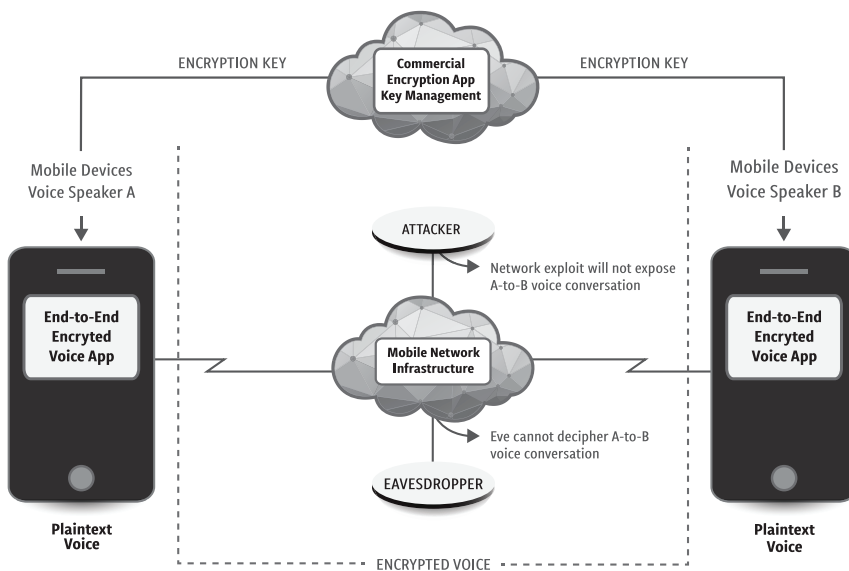 ENCRYPTION KEY
Commercial
Encryption App
Key Management
ENCRYPTION KEY
Mobile Devices
Voice Speaker A
Mobile Devices
Voice Speaker B
ATTACKER
Network exploit will not expose
A-to-B voice conversation
End-to-End
Encryted
Voice App
Mobile Network
Infrastructure
End-to-End
Encryted
Voice App
Eve cannot decipher A-to-B
voice conversation
EAVESDROPPER
Plaintext
Voice
Plaintext
Voice
ENCRYPTED VOICE